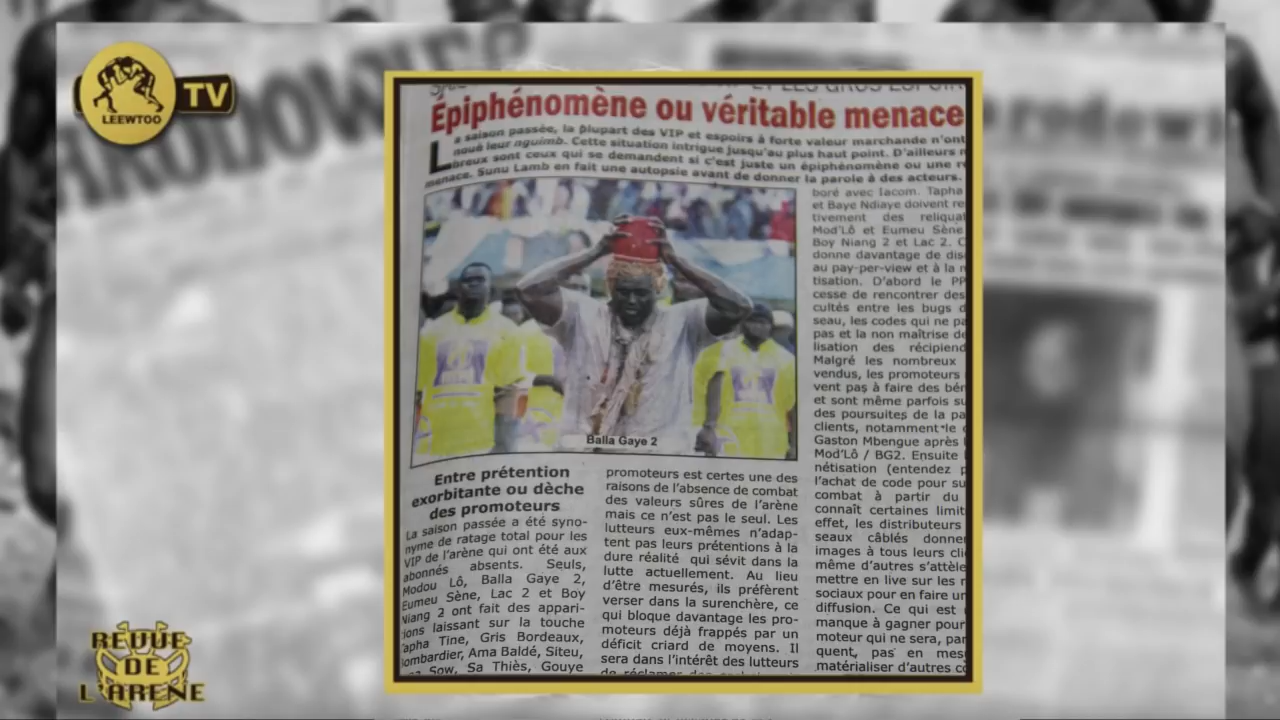 LEEWTOO
TV
Épiphénomène ou véritable menace
La saison passée, la plupart des VIP et espoirs à forte valeur marchande n'ont
noué leur nguimb. Cette situation intrigue jusqu'au plus haut point. D'ailleurs
breux sont ceux qui se demandent si c'est juste un épiphénomène ou une
menace. Sunu Lamb en fait une autopsie avant de donner la parole à des acteurs.
Balla Gaye 2
Entre prétention
exorbitante ou dèche
des promoteurs
La saison passée a été syno-
nyme de ratage total pour les
VIP de l'arène qui ont été aux
abonnés absents. Seuls,
Modou Lô, Balla Gaye 2,
Eumeu Sène, Lac 2 et Boy
Niang 2 ont fait des appari-
ions laissant sur la touche
apha Tine, Gris Bordeaux,
ombardier, Ama Baldé, Siteu,
Sow, Sa Thiès, Gouye
promoteurs est certes une des
raisons de l'absence de combat
des valeurs sûres de l'arène
mais ce n'est pas le seul. Les
lutteurs eux-mêmes n'adap-
tent pas leurs prétentions à la
dure réalité qui sévit dans la
lutte actuellement. Au lieu
d'être mesurés, ils préfèrent
verser dans la surenchère, ce
qui bloque davantage les pro-
moteurs déjà frappés par un
déficit criard de moyens. Il
sera dans l'intérêt des lutteurs
boré avec Iacom. Tapha
et Baye Ndiaye doivent re
tivement des reliqua
Mod'Lô et Eumeu Sène
Boy Niang 2 et Lac 2. C
donne davantage de dis
au pay-per-view et à la
tisation. D'abord le PP
cesse de rencontrer des
cultés entre les bugs d
seau, les codes qui ne pa
pas et la non maîtrise de
lisation des récipiend
Malgré les nombreux
vendus, les promoteurs
vent pas à faire des bé
et sont même parfois su
des poursuites de la pa
clients, notamment le
Gaston Mbengue après
Mod'Lô / BG2. Ensuite
nétisation (entendez p
l'achat de code pour su
combat à partir du
connaît certaines limit
effet, les distributeurs
seaux câblés donne
images à tous leurs cli
même d'autres s'attèle
mettre en live sur les r
sociaux pour en faire un
diffusion. Ce qui est
manque à gagner pour
moteur qui ne sera, par
quent, pas en mes
matérialiser d'autres co
REVUE
DE
L'ARENE